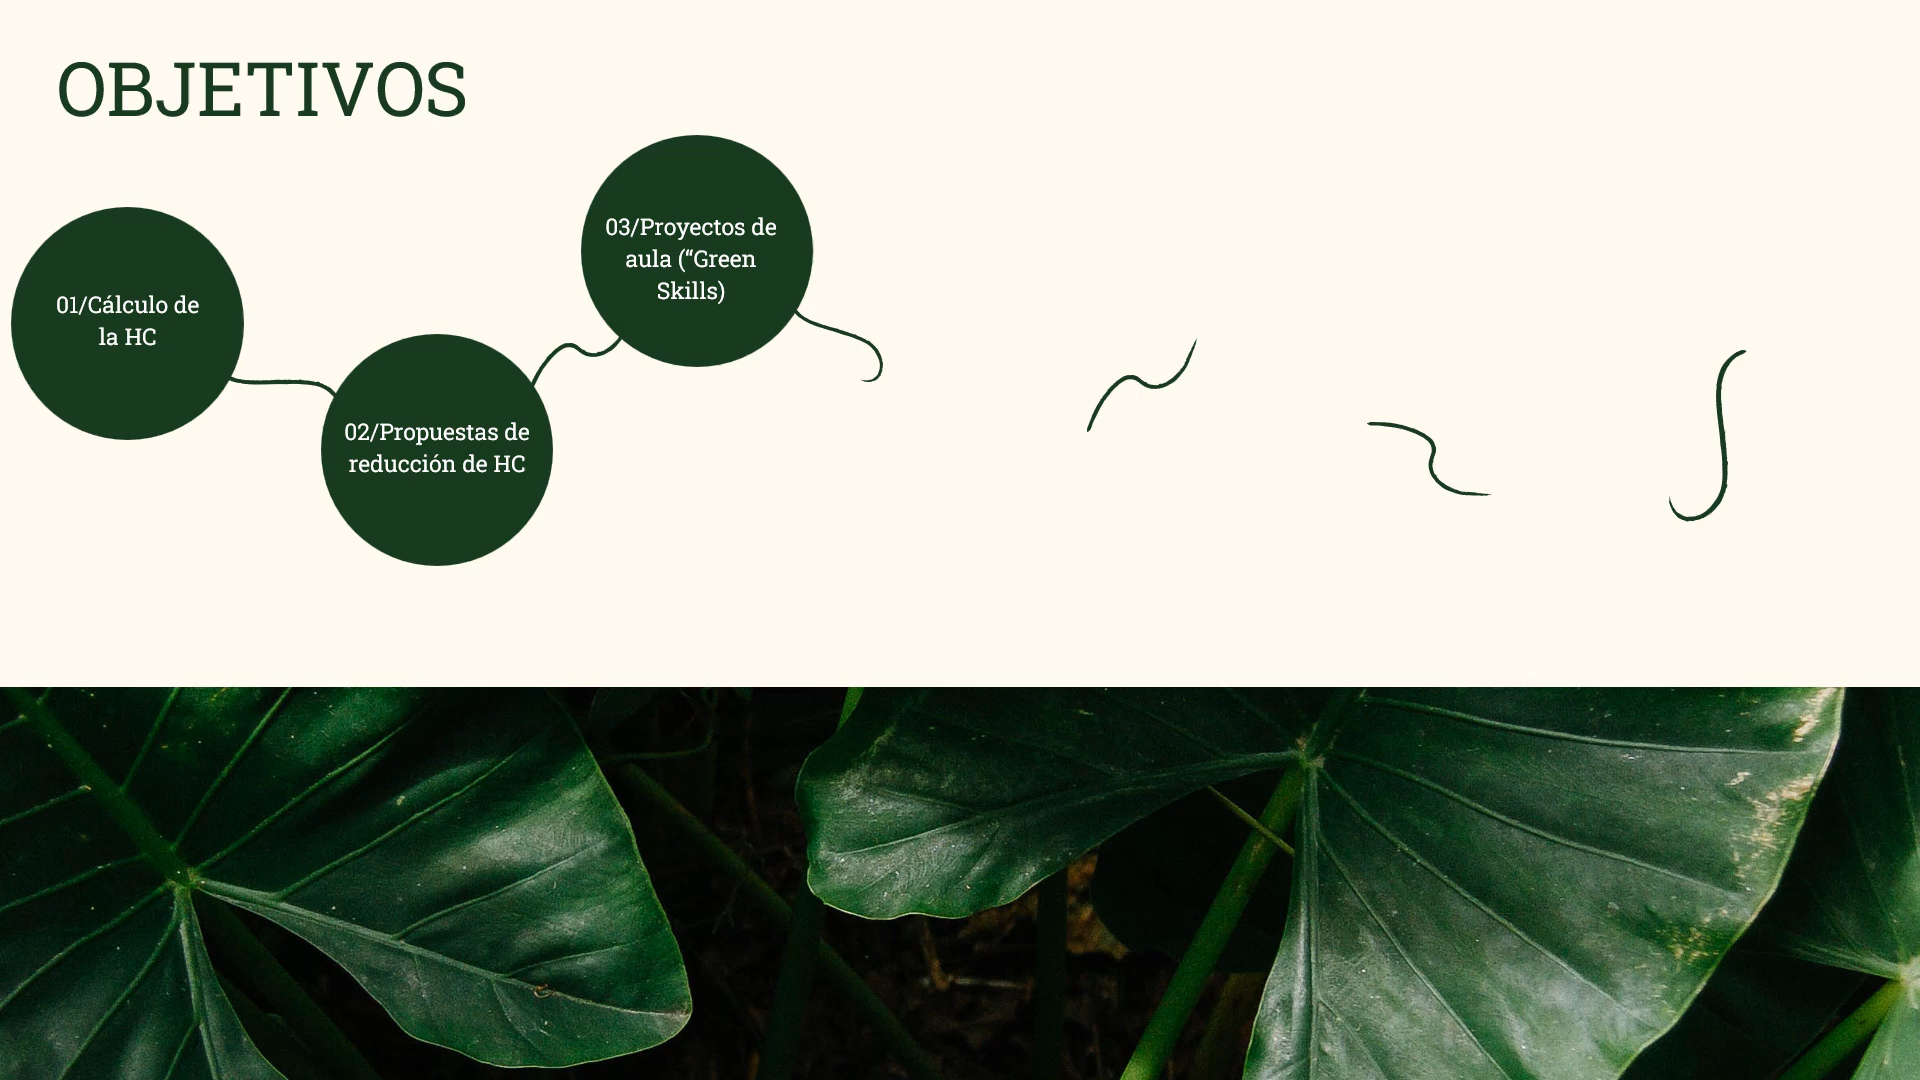 OBJETIVOS
01/Cálculo de
la HC
02/Propuestas de
reducción de HC
03/Proyectos de
aula (“Green
Skills)